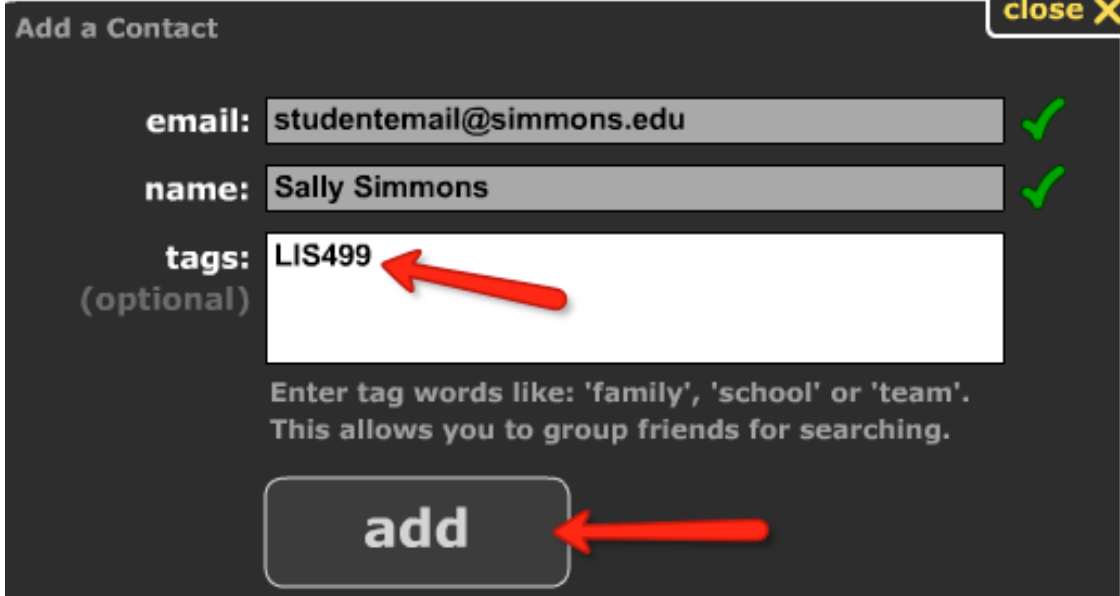 close X
Add a Contact
email: studentemail@simmons.edu
name: Sally Simmons
tags: LIS499
(optional)
Enter tag words like: 'family', 'school' or 'team'.
This allows you to group friends for searching.
add